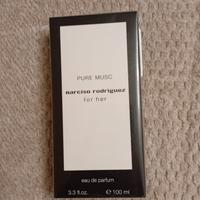 PURE MUSC
narciso rodriguez
for her
eau de parfum
3.3 fl.oz. ℮ 100 ml